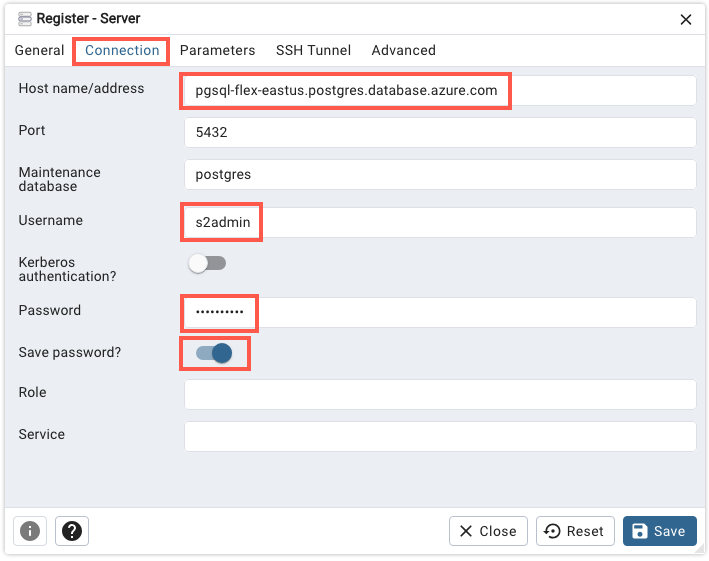 Register - Server
General Connection Parameters SSH Tunnel Advanced
Host name/address pgsql-flex-eastus.postgres.database.azure.com
Port 5432
Maintenance
database postgres
Username s2admin
Kerberos
authentication?
Password ••••••••••
Save password?
Role
Service
Close Reset Save